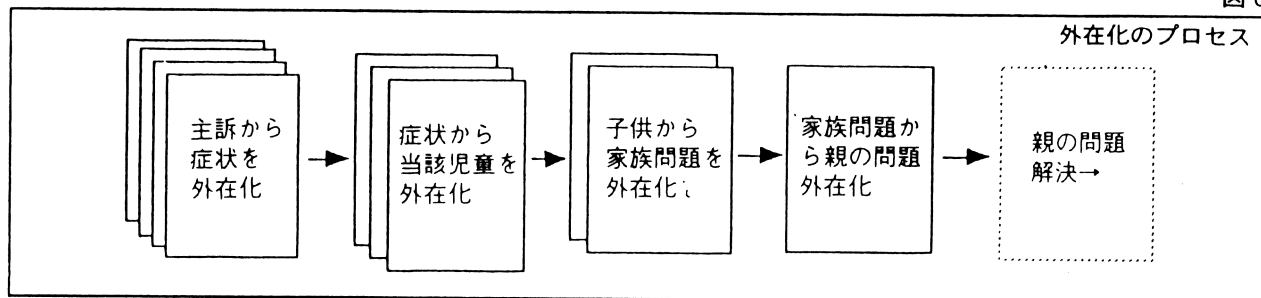 外在化のプロセス
主訴から
症状を
外在化
症状から
当該児童を
外在化
子供から
家族問題を
外在化
家族問題か
ら親の問題
外在化
親の問題
解決→